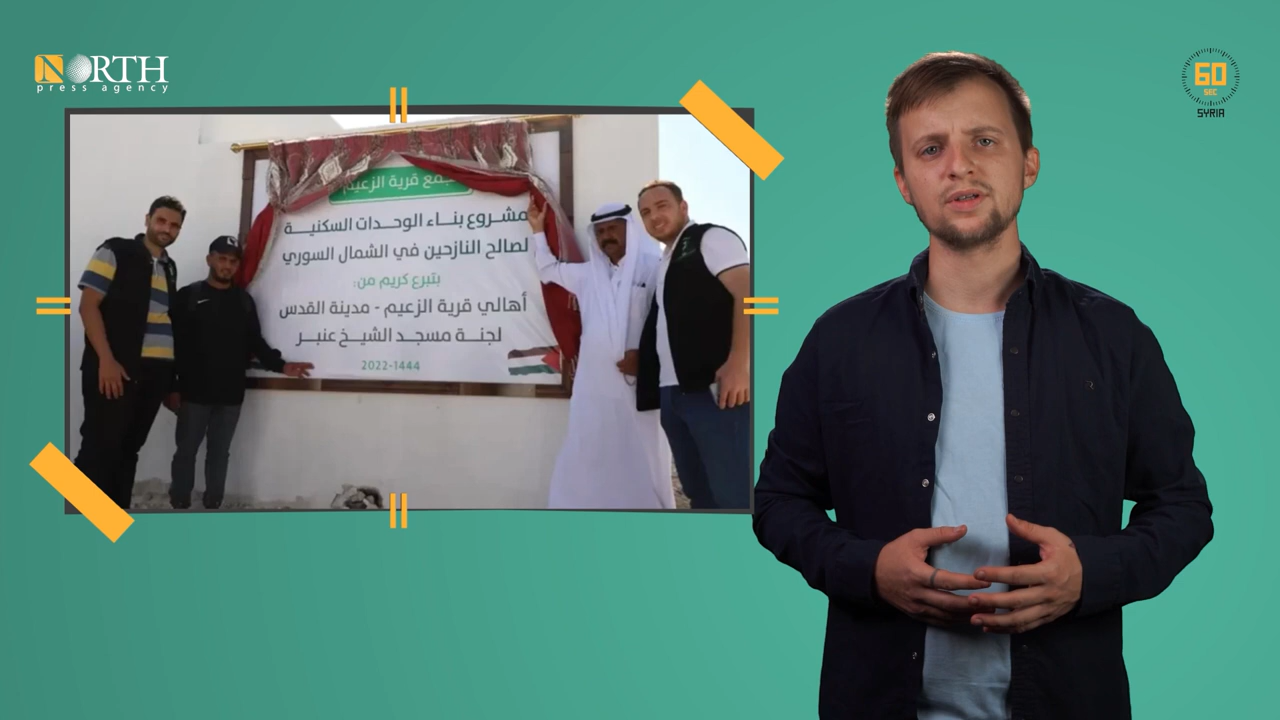 NORTH
press agency
60
SEC
SYRIA
قرية الزعيم
مشروع بناء الوحدات السكنية
لصالح النازحين في الشمال السوري
بتبرع كريم من:
أهالي قرية الزعيم - مدينة القدس
لجنة مسجد الشيخ عنبر
2022-1444